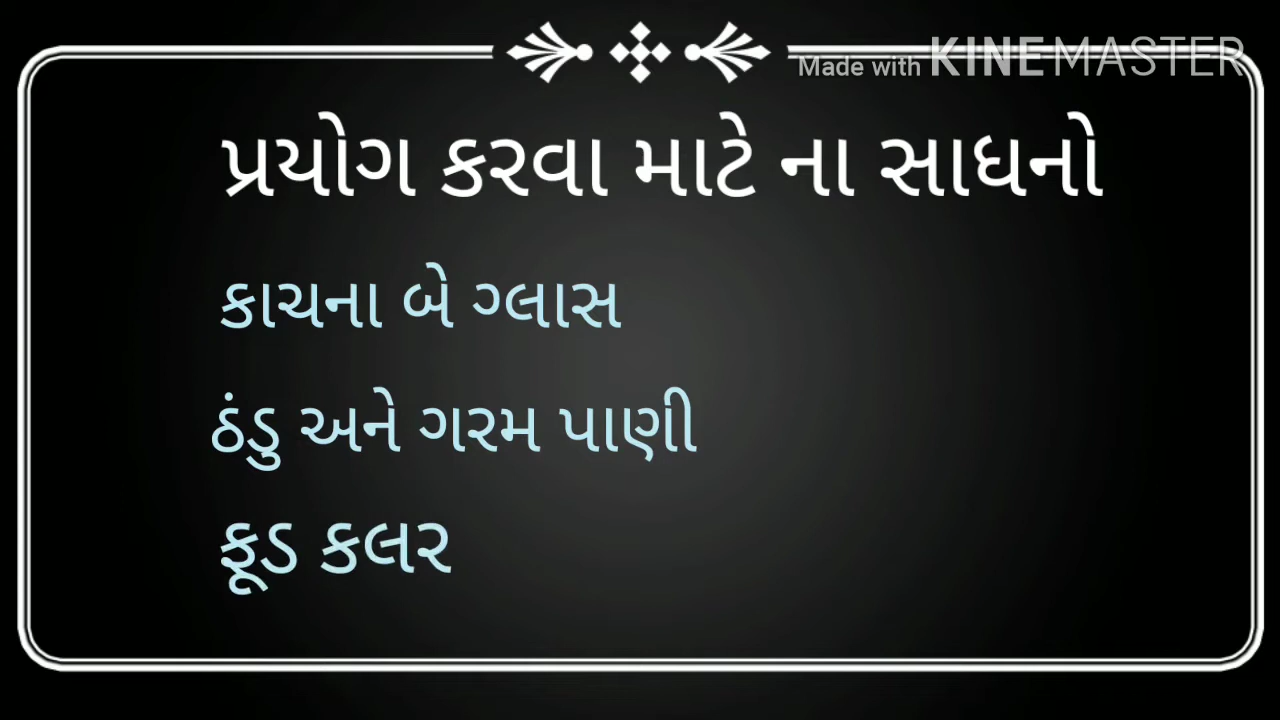 Made with KINEMASTER
પ્રયોગ કરવા માટે ના સાધનો
કાચના બે ગ્લાસ
ઠંડુ અને ગરમ પાણી
ફૂડ કલર